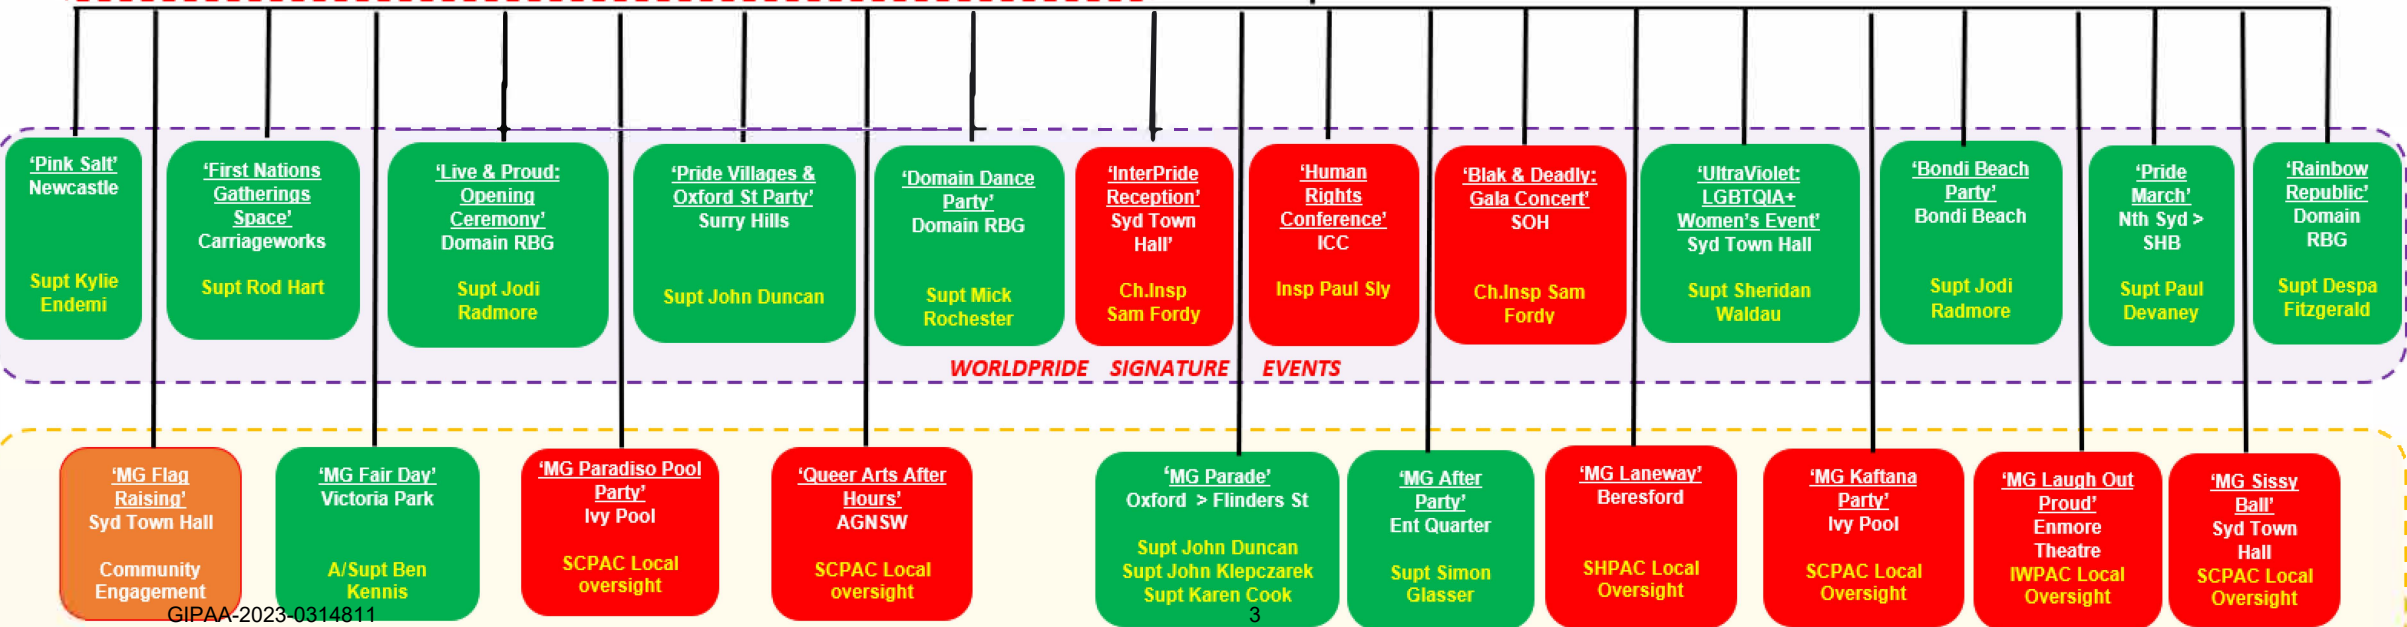 ‘Pink Salt’
Newcastle
Supt Kylie
Endemi
‘First Nations
Gatherings
Space’
Carriageworks
Supt Rod Hart
‘Live & Proud:
Opening
Ceremony’
Domain RBG
Supt Jodi
Radmore
‘Pride Villages &
Oxford St Party’
Surry Hills
Supt John Duncan
‘Domain Dance
Party’
Domain RBG
Supt Mick
Rochester
‘InterPride
Reception’
Syd Town
Hall’
Ch.Insp
Sam Fordy
‘Human
Rights
Conference’
ICC
Insp Paul Sly
‘Blak & Deadly:
Gala Concert’
SOH
Ch.Insp Sam
Fordy
‘UltraViolet:
LGBTQIA+
Women’s Event’
Syd Town Hall
Supt Sheridan
Waldau
‘Bondi Beach
Party’
Bondi Beach
Supt Jodi
Radmore
‘Pride
March’
Nth Syd >
SHB
Supt Paul
Devaney
‘Rainbow
Republic’
Domain
RBG
Supt Despa
Fitzgerald
WORLDPRIDE SIGNATURE EVENTS
‘MG Flag
Raising’
Syd Town Hall
Community
Engagement
‘MG Fair Day’
Victoria Park
A/Supt Ben
Kennis
‘MG Paradiso Pool
Party’
Ivy Pool
SCPAC Local
oversight
‘Queer Arts After
Hours’
AGNSW
SCPAC Local
oversight
‘MG Parade’
Oxford > Flinders St
Supt John Duncan
Supt John Klepczarek
Supt Karen Cook
‘MG After
Party’
Ent Quarter
Supt Simon
Glasser
‘MG Laneway’
Beresford
SHPAC Local
Oversight
‘MG Kaftana
Party’
Ivy Pool
SCPAC Local
Oversight
‘MG Laugh Out
Proud’
Enmore
Theatre
IWPAC Local
Oversight
‘MG Sissy
Ball’
Syd Town
Hall
SCPAC Local
Oversight
GIPAA-2023-0314811
3